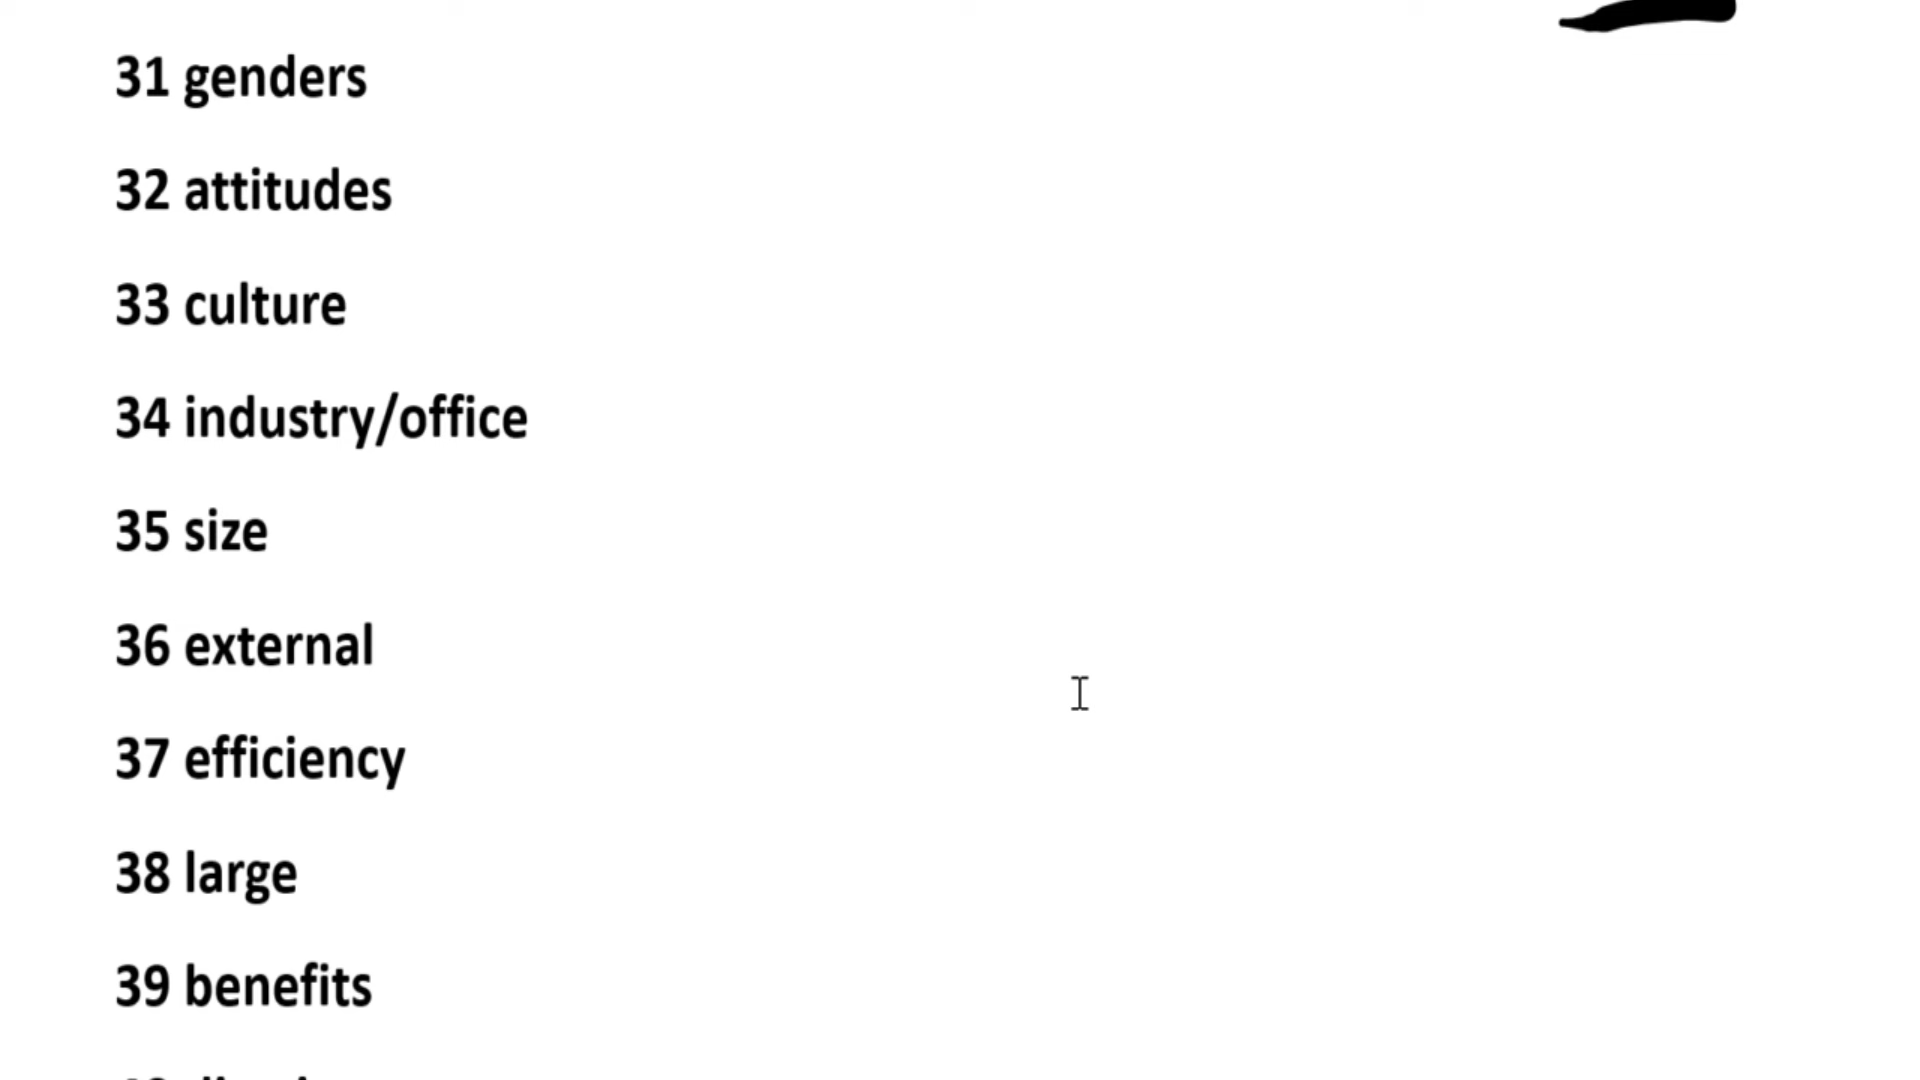 31 genders
32 attitudes
33 culture
34 industry/office
35 size
36 external
37 efficiency
38 large
39 benefits